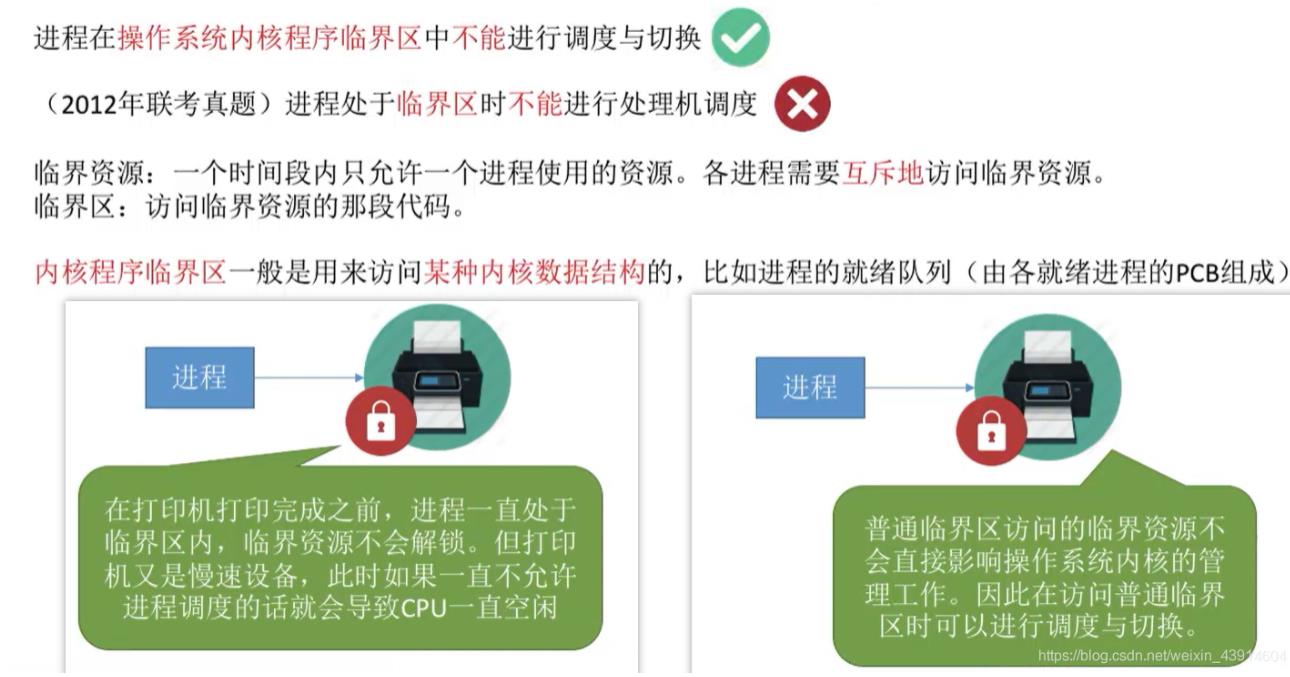 进程在操作系统内核程序临界区中不能进行调度与切换
（2012年联考真题）进程处于临界区时不能进行处理机调度
临界资源：一个时间段内只允许一个进程使用的资源。各进程需要互斥地访问临界资源。
临界区：访问临界资源的那段代码。
内核程序临界区一般是用来访问某种内核数据结构的，比如进程的就绪队列（由各就绪进程的PCB组成）
进程
在打印机打印完成之前，进程一直处于
临界区内，临界资源不会解锁。但打印
机又是慢速设备，此时如果一直不允许
进程调度的话就会导致CPU一直空闲
进程
普通临界区访问的临界资源不
会直接影响操作系统内核的管
理工作。因此在访问普通临界
区时可以进行调度与切换。
https://blog.csdn.net/weixin_43914604